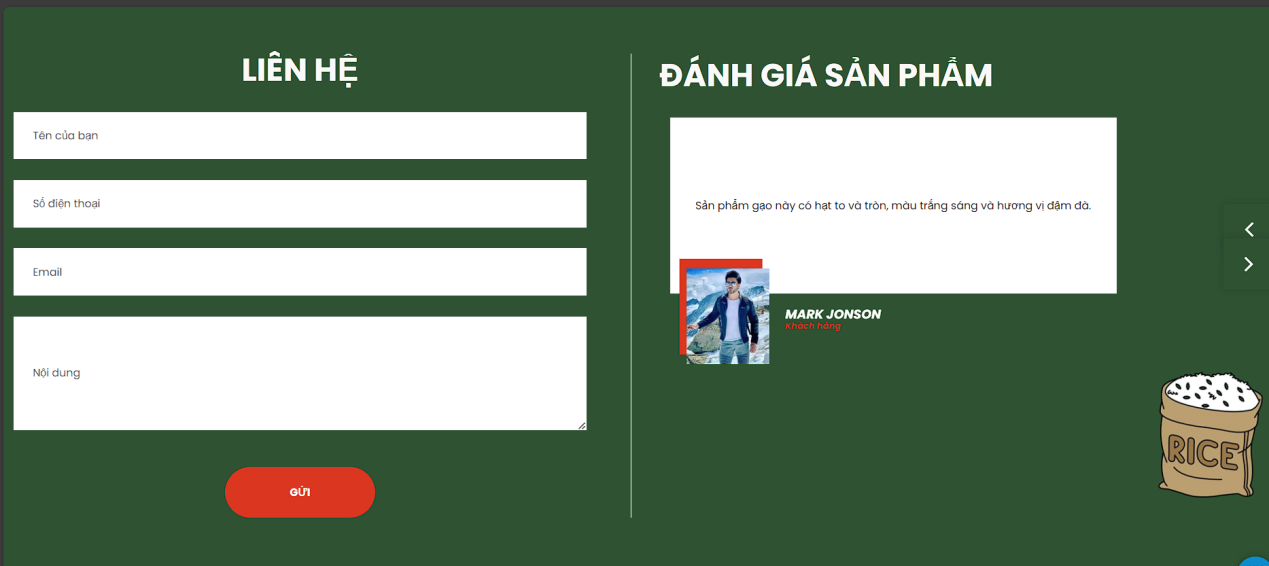 LIÊN HỆ
Tên của bạn
Số điện thoại
Email
Nội dung
GỬI
ĐÁNH GIÁ SẢN PHẨM
Sản phẩm gạo này có hạt to và tròn, màu trắng sáng và hương vị đậm đà.
MARK JONSON
Khách hàng
RICE